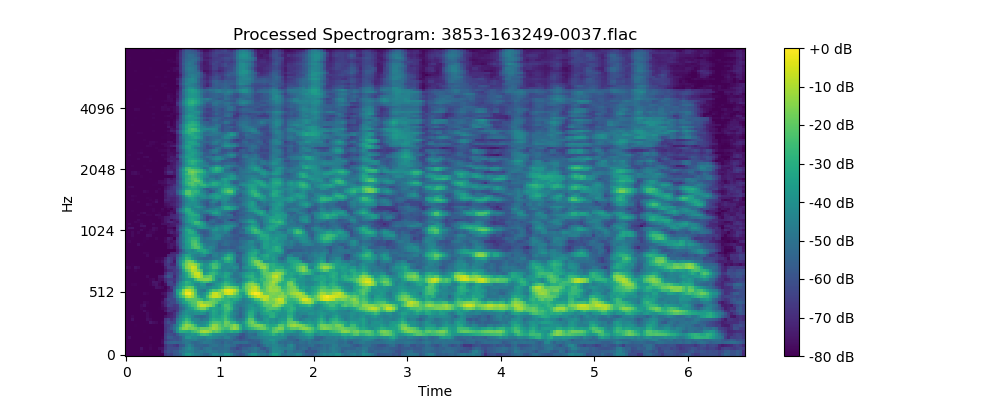 Processed Spectrogram: 3853-163249-0037.flac
Hz
4096
2048
1024
512
0
0 1 2 3 4 5 6
Time
+0 dB
-10 dB
-20 dB
-30 dB
-40 dB
-50 dB
-60 dB
-70 dB
-80 dB